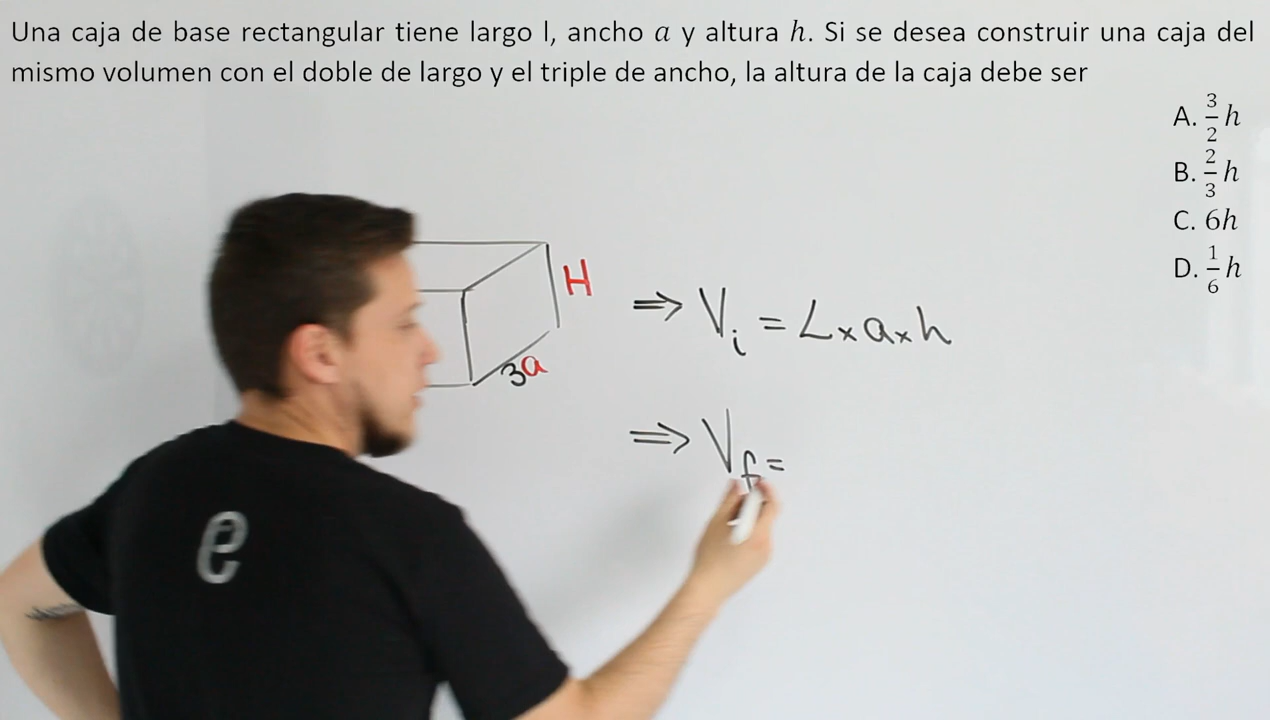 Una caja de base rectangular tiene largo l, ancho a y altura h. Si se desea construir una caja del
mismo volumen con el doble de largo y el triple de ancho, la altura de la caja debe ser
A. 3/2 h
B. 2/3 h
C. 6h
D. 1/6 h
H
3a
⇒ Vi = L×a×h
⇒ Vf =
e